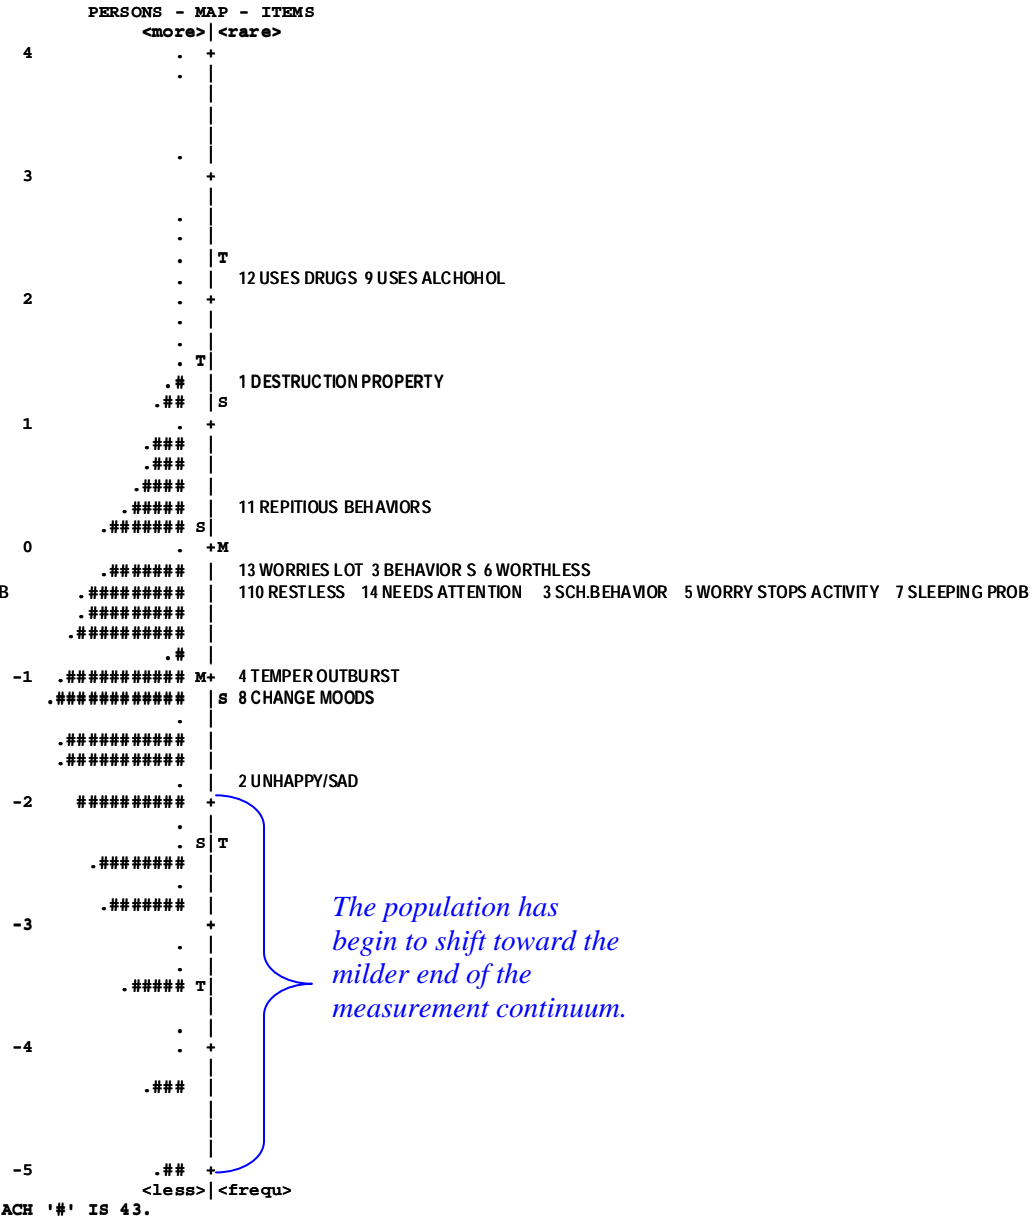 PERSONS - MAP - ITEMS
<more>|<rare>
4 . +
. |
|
|
|
. |
3 +
|
. |
. |
. |T
. | 12 USES DRUGS 9 USES ALCHOHOL
2 . +
. |
. |
. T|
.# | 1 DESTRUCTION PROPERTY
.## |S
1 . +
.### |
.### |
.#### |
.##### | 11 REPITIOUS BEHAVIORS
.####### S|
0 . +M
.####### | 13 WORRIES LOT 3 BEHAVIOR S 6 WORTHLESS
B .######### | 110 RESTLESS 14 NEEDS ATTENTION 3 SCH.BEHAVIOR 5 WORRY STOPS ACTIVITY 7 SLEEPING PROB
.######### |
.########## |
.# |
-1 .########### M+ 4 TEMPER OUTBURST
.############ |S 8 CHANGE MOODS
. |
.########### |
.########### |
. | 2 UNHAPPY/SAD
-2 ########## +
. |
. S|T
.######## |
. |
.####### |
-3 +
. |
. |
.##### T|
|
. |
-4 . +
|
.### |
|
|
|
-5 .## +
<less>|<frequ>
ACH '#' IS 43.
The population has
begin to shift toward the
milder end of the
measurement continuum.